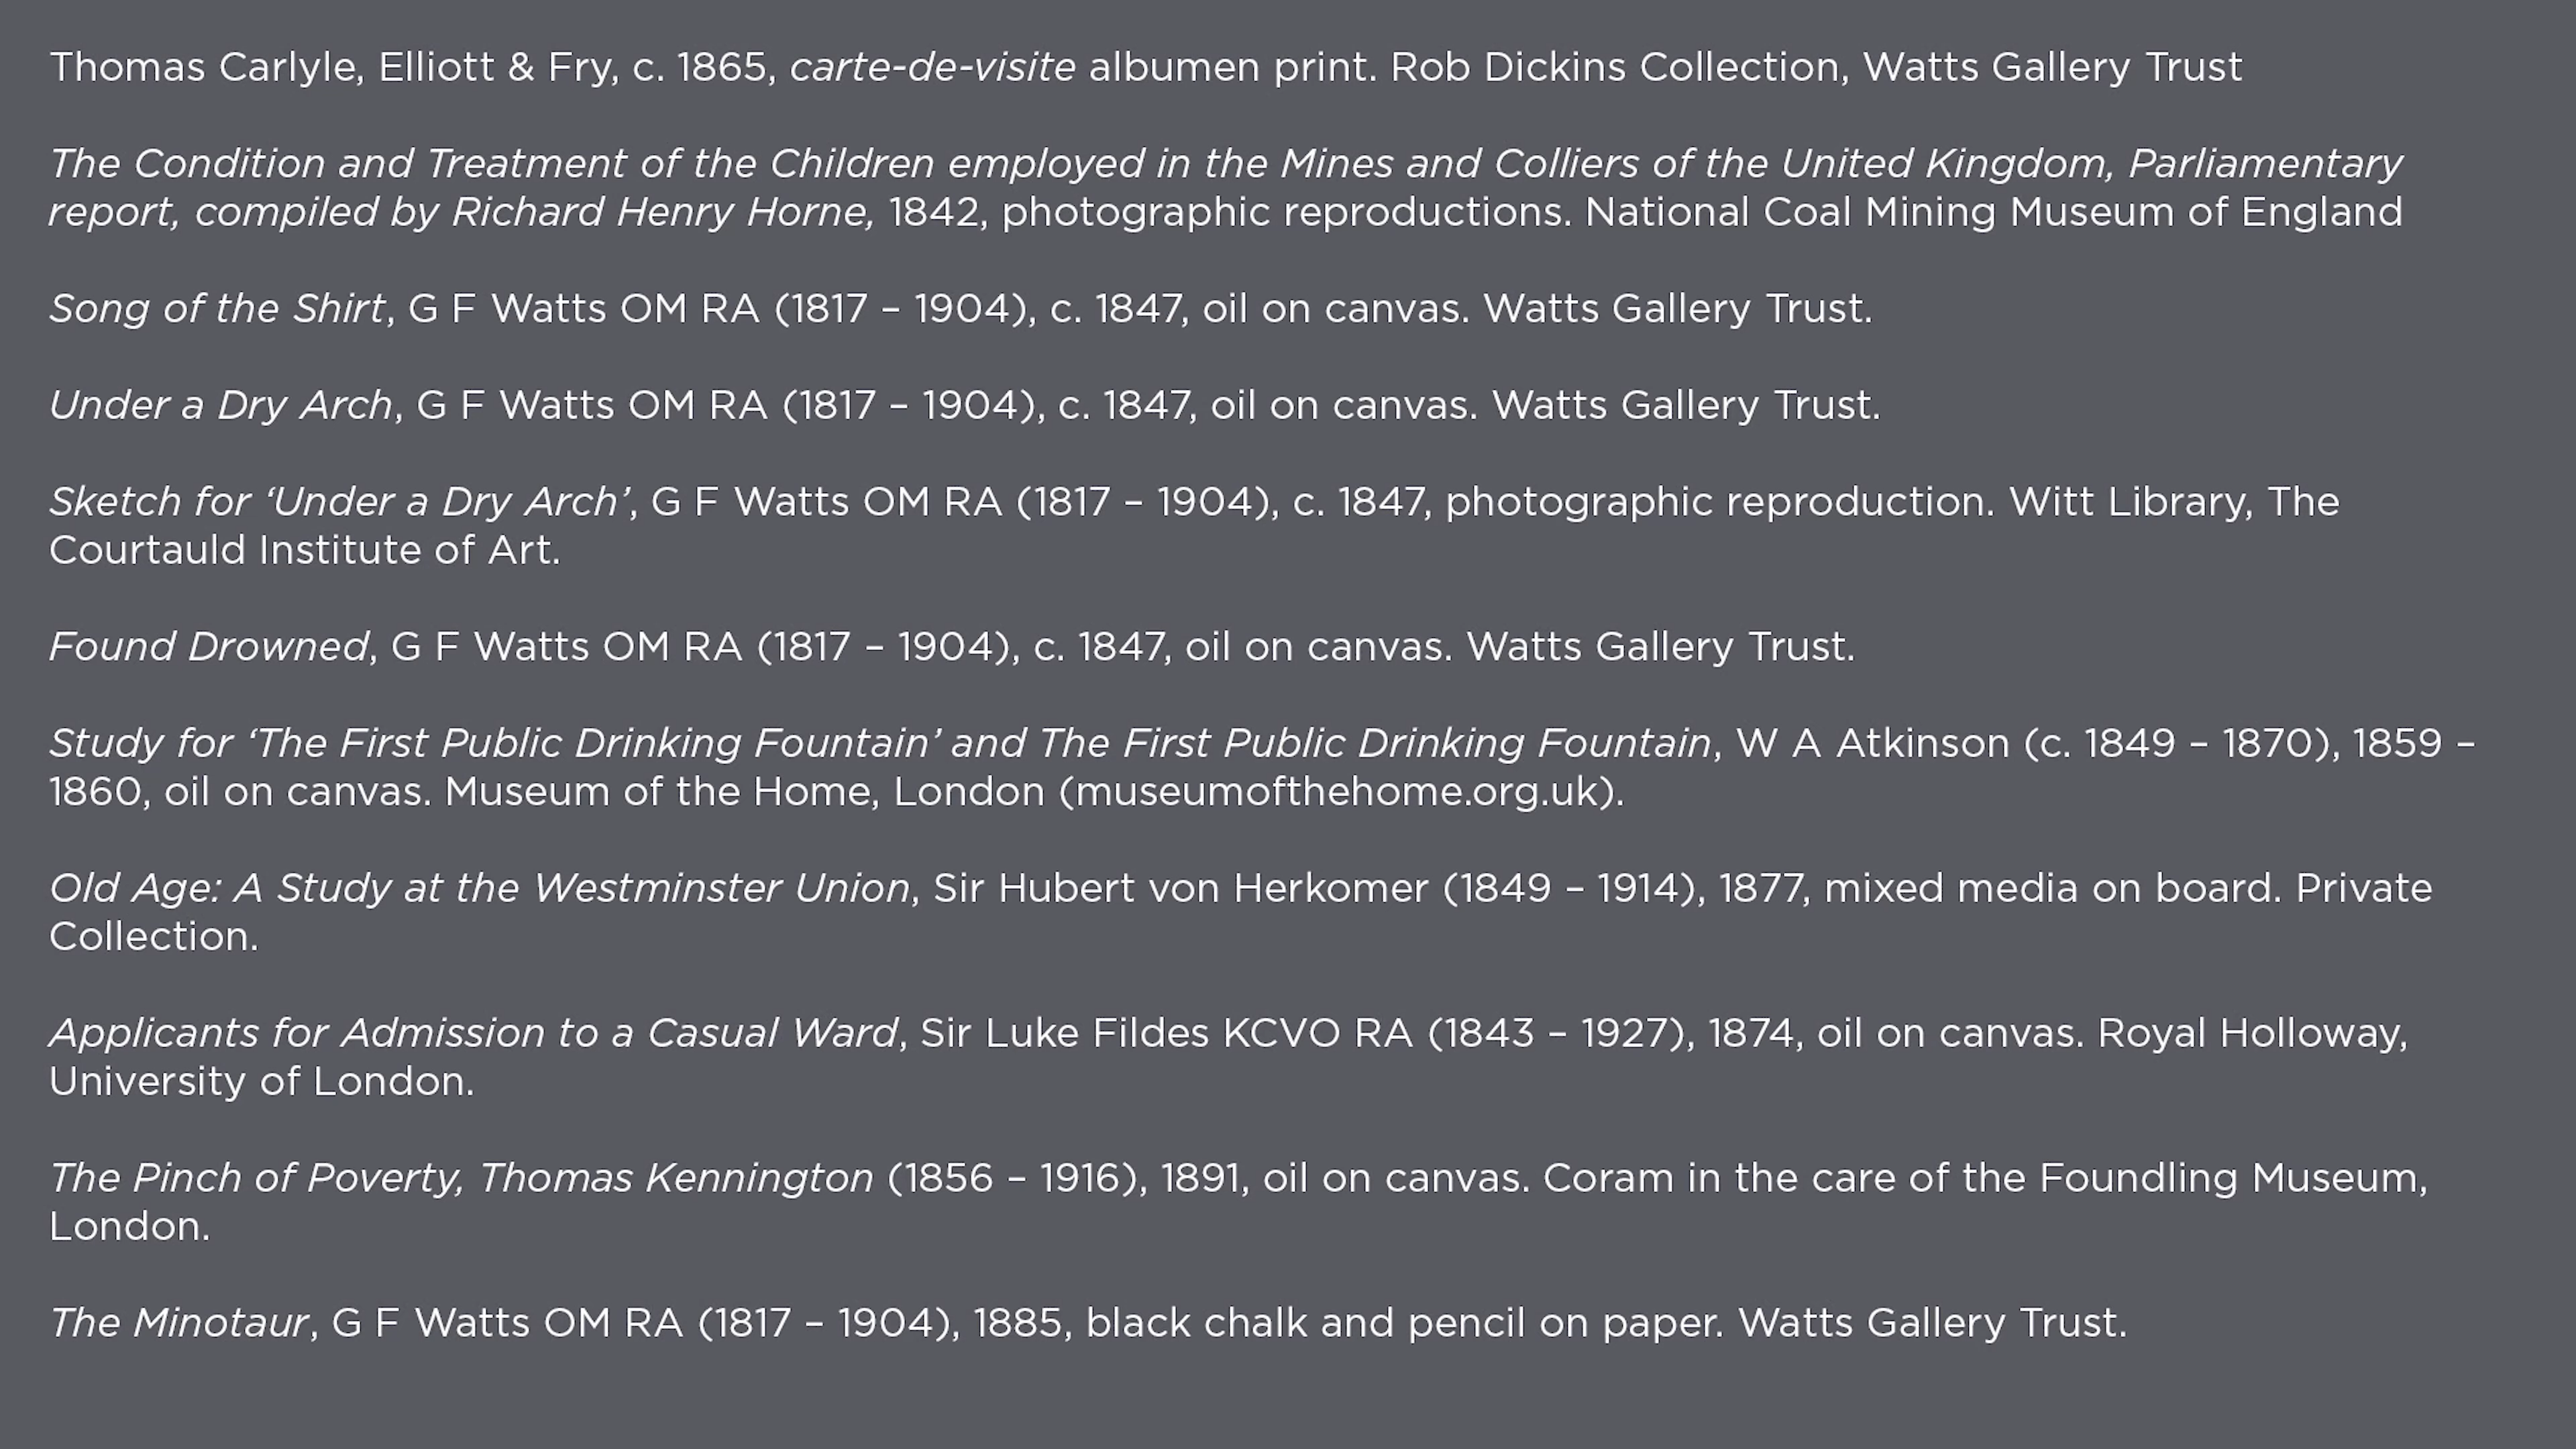 Thomas Carlyle, Elliott & Fry, c. 1865, carte-de-visite albumen print. Rob Dickins Collection, Watts Gallery Trust
The Condition and Treatment of the Children employed in the Mines and Colliers of the United Kingdom, Parliamentary
report, compiled by Richard Henry Horne, 1842, photographic reproductions. National Coal Mining Museum of England
Song of the Shirt, G F Watts OM RA (1817 – 1904), c. 1847, oil on canvas. Watts Gallery Trust.
Under a Dry Arch, G F Watts OM RA (1817 – 1904), c. 1847, oil on canvas. Watts Gallery Trust.
Sketch for ‘Under a Dry Arch’, G F Watts OM RA (1817 – 1904), c. 1847, photographic reproduction. Witt Library, The
Courtauld Institute of Art.
Found Drowned, G F Watts OM RA (1817 – 1904), c. 1847, oil on canvas. Watts Gallery Trust.
Study for ‘The First Public Drinking Fountain’ and The First Public Drinking Fountain, W A Atkinson (c. 1849 – 1870), 1859 –
1860, oil on canvas. Museum of the Home, London (museumofthehome.org.uk).
Old Age: A Study at the Westminster Union, Sir Hubert von Herkomer (1849 – 1914), 1877, mixed media on board. Private
Collection.
Applicants for Admission to a Casual Ward, Sir Luke Fildes KCVO RA (1843 – 1927), 1874, oil on canvas. Royal Holloway,
University of London.
The Pinch of Poverty, Thomas Kennington (1856 – 1916), 1891, oil on canvas. Coram in the care of the Foundling Museum,
London.
The Minotaur, G F Watts OM RA (1817 – 1904), 1885, black chalk and pencil on paper. Watts Gallery Trust.